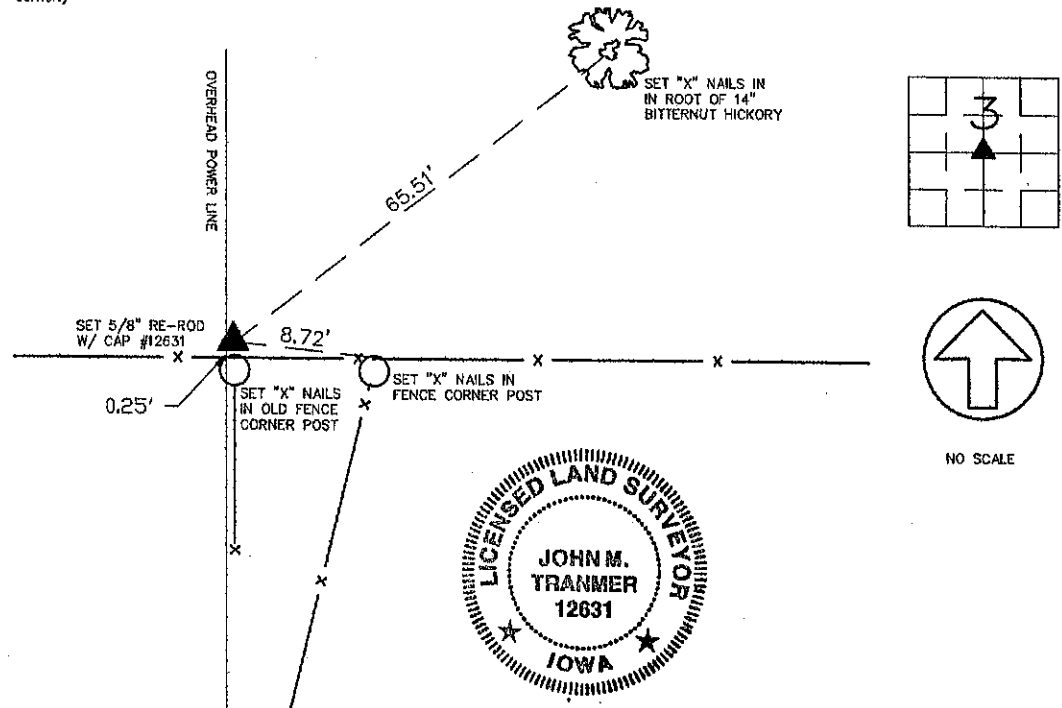 OVERHEAD POWER LINE
SET "X" NAILS IN
IN ROOT OF 14"
BITTERNUT HICKORY
3
65.51'
SET 5/8" RE-ROD
W/ CAP #12631
8.72'
0.25'
SET "X" NAILS
IN OLD FENCE
CORNER POST
SET "X" NAILS IN
FENCE CORNER POST
NO SCALE
LICENSED LAND SURVEYOR
JOHN M.
TRANMER
12631
IOWA